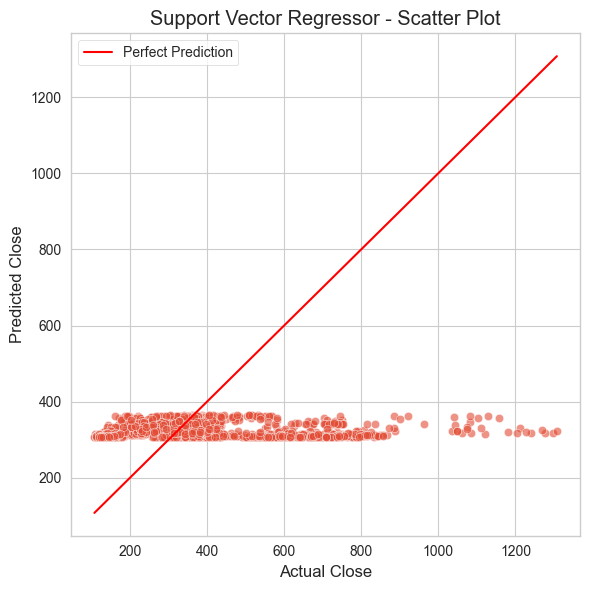 Support Vector Regressor - Scatter Plot
Perfect Prediction
1200
1000
800
600
400
200
Predicted Close
200 400 600 800 1000 1200
Actual Close